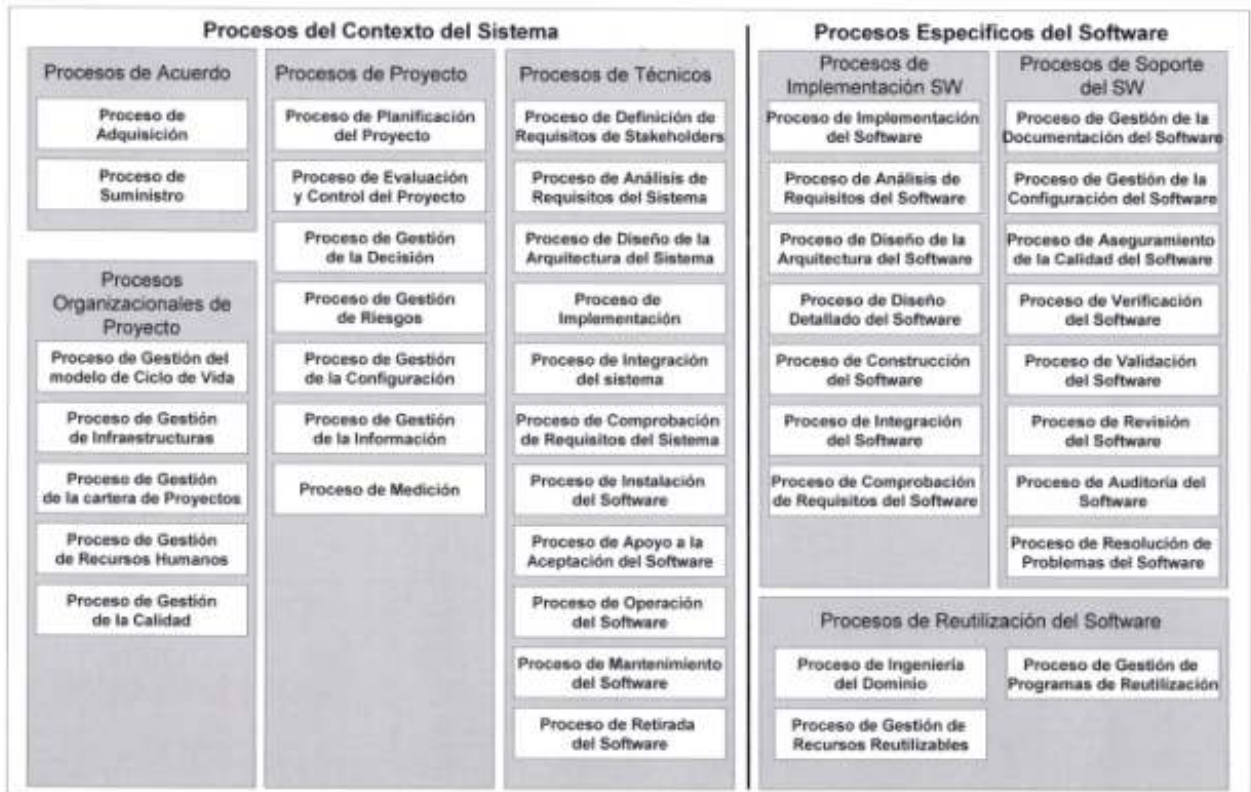 Procesos del Contexto del Sistema
Procesos de Acuerdo
Proceso de
Adquisición
Proceso de
Suministro
Procesos
Organizacionales de
Proyecto
Proceso de Gestión del
modelo de Ciclo de Vida
Proceso de Gestión
de Infraestructuras
Proceso de Gestión
de la cartera de Proyectos
Proceso de Gestión
de Recursos Humanos
Proceso de Gestión
de la Calidad
Procesos de Proyecto
Proceso de Planificación
del Proyecto
Proceso de Evaluación
y Control del Proyecto
Proceso de Gestión
de la Decisión
Proceso de Gestión
de Riesgos
Proceso de Gestión
de la Configuración
Proceso de Gestión
de la Información
Proceso de Medición
Procesos de Técnicos
Proceso de Definición de
Requisitos de Stakeholders
Proceso de Análisis de
Requisitos del Sistema
Proceso de Diseño de la
Arquitectura del Sistema
Proceso de
Implementación
Proceso de Integración
del sistema
Proceso de Comprobación
de Requisitos del Sistema
Proceso de Instalación
del Software
Proceso de Apoyo a la
Aceptación del Software
Proceso de Operación
del Software
Proceso de Mantenimiento
del Software
Proceso de Retirada
del Software
Procesos Especificos del Software
Procesos de
Implementación SW
Proceso de Implementación
del Software
Proceso de Análisis de
Requisitos del Software
Proceso de Diseño de la
Arquitectura del Software
Proceso de Diseño
Detallado del Software
Proceso de Construcción
del Software
Proceso de Integración
del Software
Proceso de Comprobación
de Requisitos del Software
Procesos de Soporte
del SW
Proceso de Gestión de la
Documentación del Software
Proceso de Gestión de la
Configuración del Software
Proceso de Aseguramiento
de la Calidad del Software
Proceso de Verificación
del Software
Proceso de Validación
del Software
Proceso de Revisión
del Software
Proceso de Auditoría del
Software
Proceso de Resolución de
Problemas del Software
Procesos de Reutilización del Software
Proceso de Ingeniería
del Dominio
Proceso de Gestión de
Programas de Reutilización
Proceso de Gestión de
Recursos Reutilizables